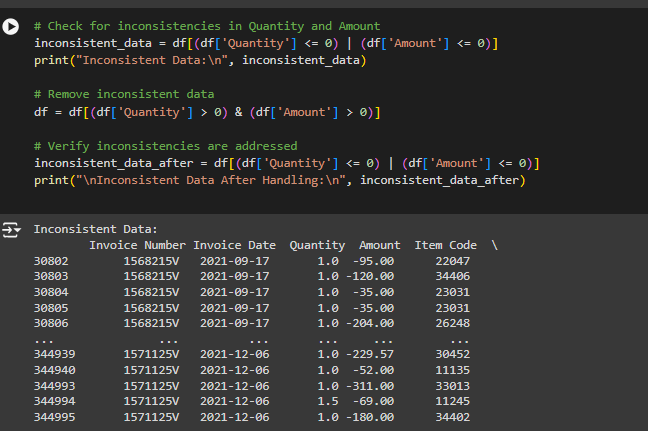 # Check for inconsistencies in Quantity and Amount
inconsistent_data = df[(df['Quantity'] <= 0) | (df['Amount'] <= 0)]
print("Inconsistent Data:\n", inconsistent_data)
# Remove inconsistent data
df = df[(df['Quantity'] > 0) & (df['Amount'] > 0)]
# Verify inconsistencies are addressed
inconsistent_data_after = df[(df['Quantity'] <= 0) | (df['Amount'] <= 0)]
print("\nInconsistent Data After Handling:\n", inconsistent_data_after)
Inconsistent Data:
Invoice Number Invoice Date Quantity Amount Item Code \
30802 1568215V 2021-09-17 1.0 -95.00 22047
30803 1568215V 2021-09-17 1.0 -120.00 34406
30804 1568215V 2021-09-17 1.0 -35.00 23031
30805 1568215V 2021-09-17 1.0 -35.00 23031
30806 1568215V 2021-09-17 1.0 -204.00 26248
... ... ... ... ... ...
344939 1571125V 2021-12-06 1.0 -229.57 30452
344940 1571125V 2021-12-06 1.0 -52.00 11135
344993 1571125V 2021-12-06 1.0 -311.00 33013
344994 1571125V 2021-12-06 1.5 -69.00 11245
344995 1571125V 2021-12-06 1.0 -180.00 34402